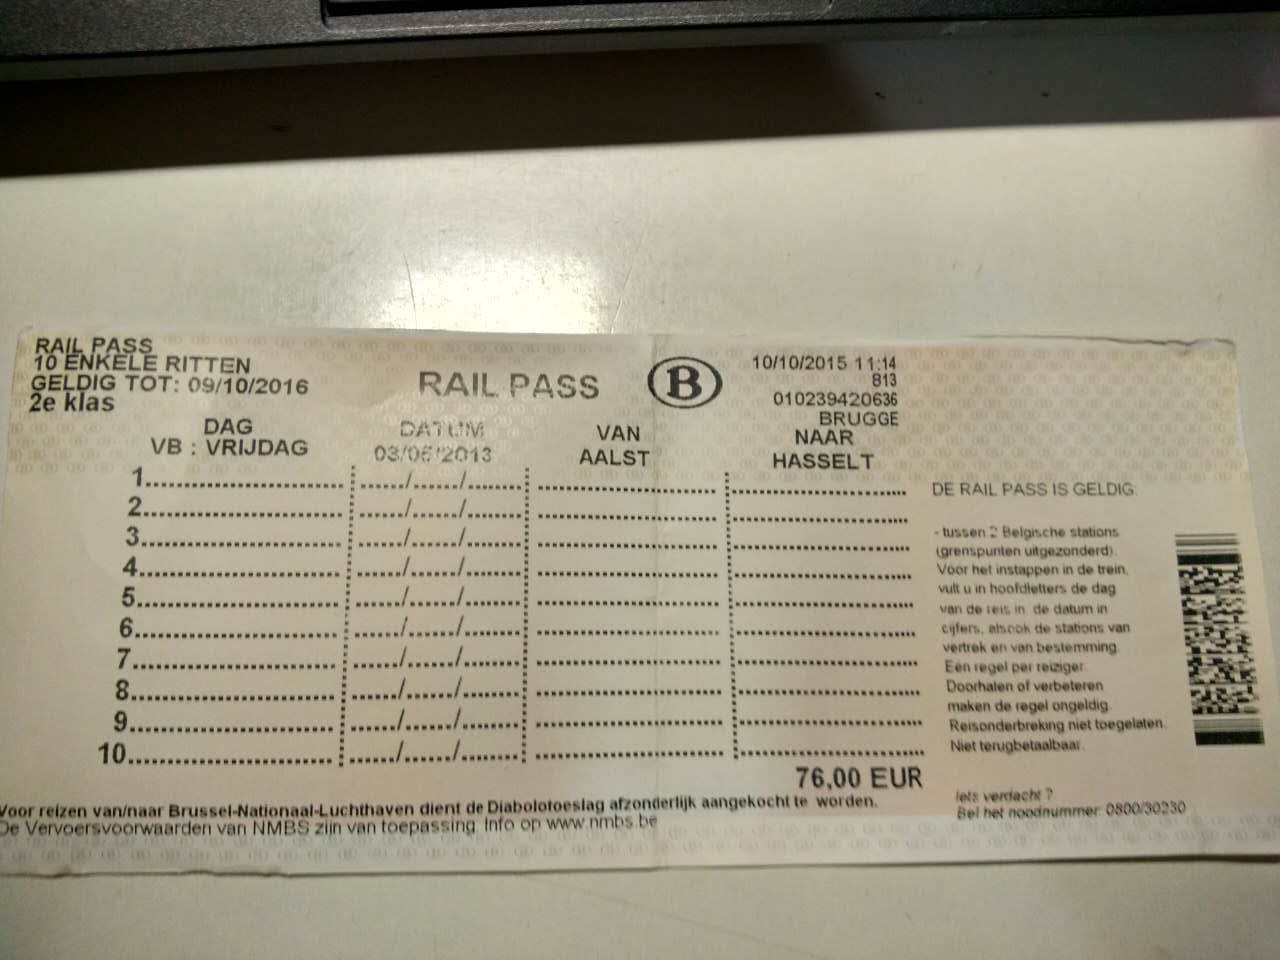 RAIL PASS
10 ENKELE RITTEN
GELDIG TOT: 09/10/2016
2e klas
RAIL PASS
B
10/10/2015 11:14
813
010239420636
BRUGGE
DAG DATUM VAN NAAR
VB : VRIJDAG 03/06/2013 AALST HASSELT
1......................./....../.......
2......................./....../.......
3......................./....../.......
4......................./....../.......
5......................./....../.......
6......................./....../.......
7......................./....../.......
8......................./....../.......
9......................./....../.......
10......................./....../.......
76,00 EUR
DE RAIL PASS IS GELDIG:
- tussen 2 Belgische stations
(grenspunten uitgezonderd).
Vóór het instappen in de trein,
vult u in hoofdletters de dag
van de reis in, de datum in
cijfers, alsook de stations van
vertrek en van bestemming.
Eén regel per reiziger.
Doorhalen of verbeteren
maken de regel ongeldig.
Reisonderbreking niet toegelaten.
Niet terugbetaalbaar.
Iets verdacht ?
Bel het noodnummer: 0800/30230
Voor reizen van/naar Brussel-Nationaal-Luchthaven dient de Diabolotoeslag afzonderlijk aangekocht te worden.
De Vervoersvoorwaarden van NMBS zijn van toepassing. Info op www.nmbs.be